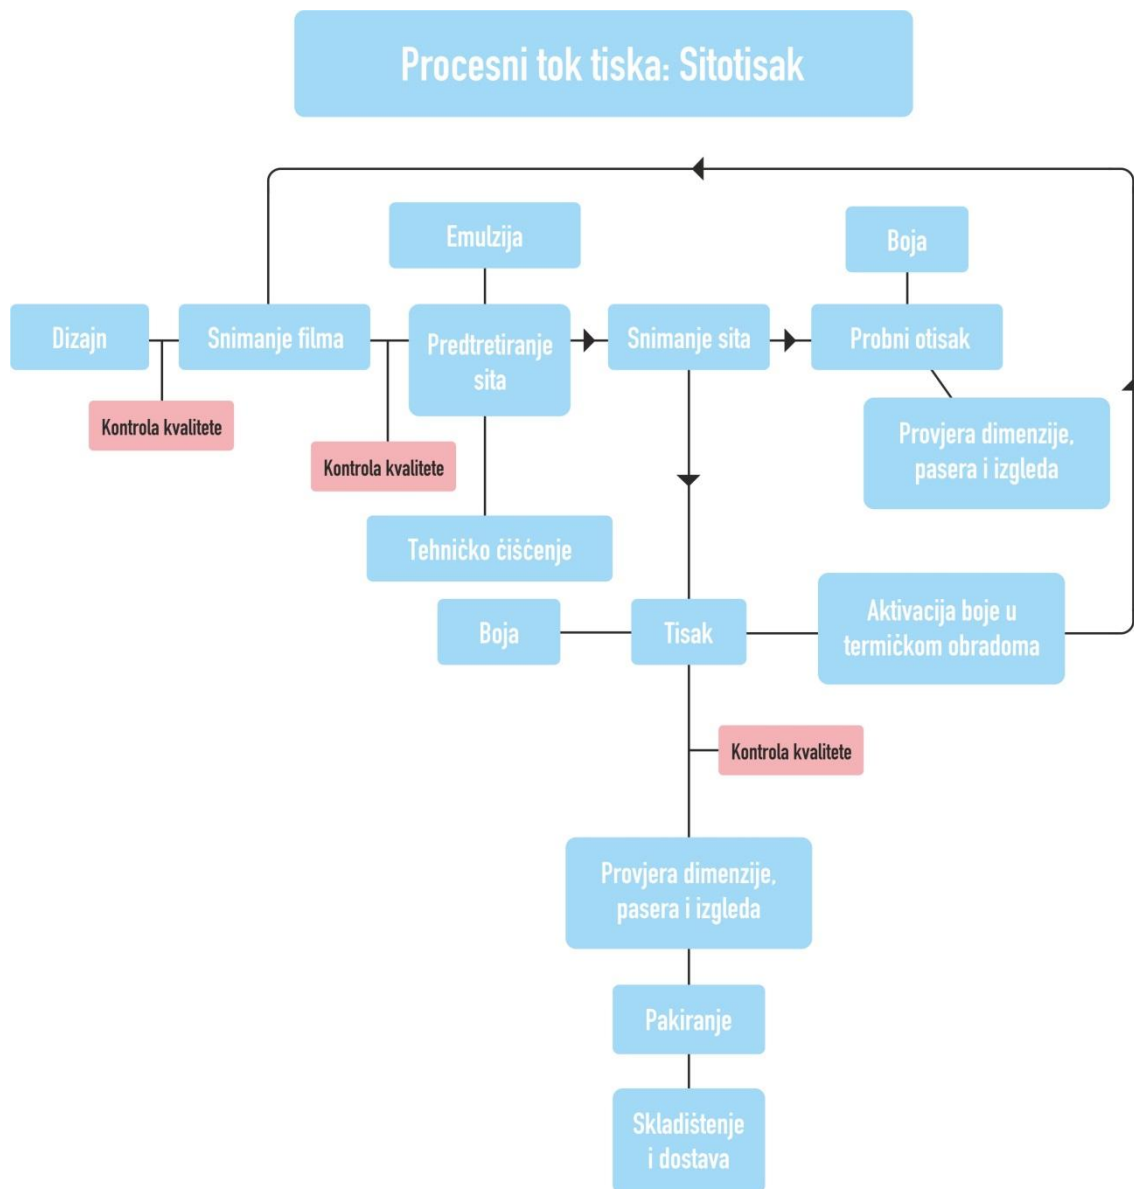 Procesni tok tiska: Sitotisak
Emulzija
Boja
Dizajn
Snimanje filma
Predtretiranje
sita
Snimanje sita
Probni otisak
Kontrola kvalitete
Kontrola kvalitete
Provjera dimenzije,
pasera i izgleda
Tehničko čišćenje
Boja
Tisak
Aktivacija boje u
termičkom obradoma
Kontrola kvalitete
Provjera dimenzije,
pasera i izgleda
Pakiranje
Skladištenje
i dostava